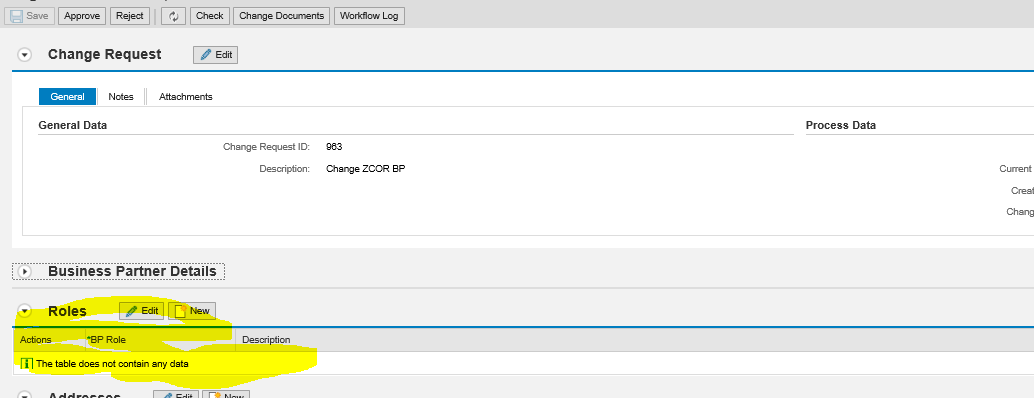 Save Approve Reject Check Change Documents Workflow Log
Change Request Edit
General Notes Attachments
General Data Process Data
Change Request ID: 963
Description: Change ZCOR BP Current
Creat
Chang
Business Partner Details
Roles Edit New
Actions *BP Role Description
The table does not contain any data
Addresses Edit New